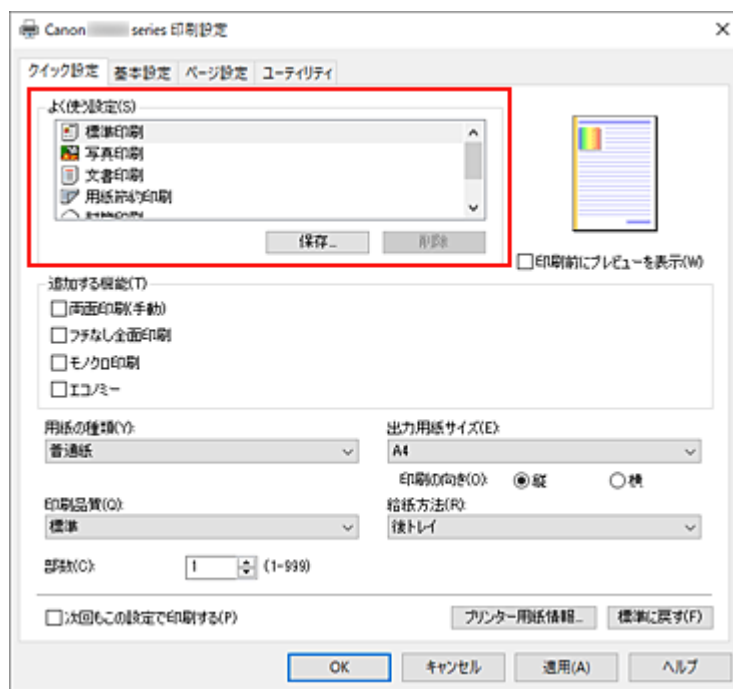 Canon series 印刷設定
クイック設定 基本設定 ページ設定 ユーティリティ
よく使う設定(S)
標準印刷
写真印刷
文書印刷
用紙節約印刷
保存... 削除
印刷前にプレビューを表示(W)
追加する機能(T)
両面印刷(手動)
フチなし全面印刷
モノクロ印刷
エコノミー
用紙の種類(Y): 出力用紙サイズ(E):
普通紙 A4
印刷の向き(O): 縦 横
印刷品質(Q): 給紙方法(R):
標準 後トレイ
部数(C): 1 (1-999)
次回もこの設定で印刷する(P) プリンター用紙情報... 標準に戻す(F)
OK キャンセル 適用(A) ヘルプ